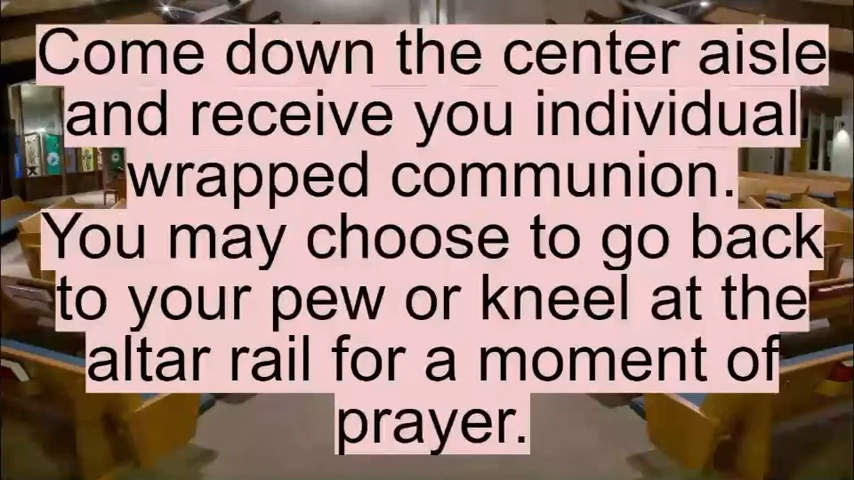 Come down the center aisle
and receive you individual
wrapped communion.
You may choose to go back
to your pew or kneel at the
altar rail for a moment of
prayer.